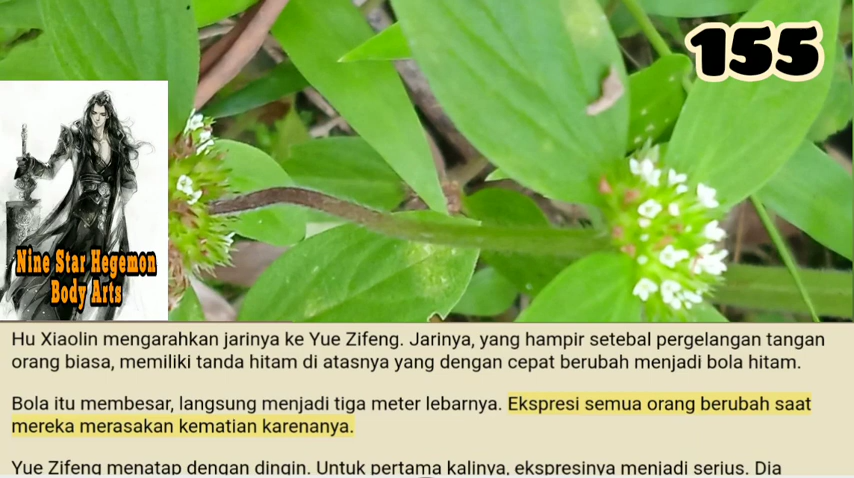 155
Nine Star Hegemon
Body Arts
Hu Xiaolin mengarahkan jarinya ke Yue Zifeng. Jarinya, yang hampir setebal pergelangan tangan
orang biasa, memiliki tanda hitam di atasnya yang dengan cepat berubah menjadi bola hitam.
Bola itu membesar, langsung menjadi tiga meter lebarnya. Ekspresi semua orang berubah saat
mereka merasakan kematian karenanya.
Yue Zifeng menatap dengan dingin. Untuk pertama kalinya, ekspresinya menjadi serius. Dia